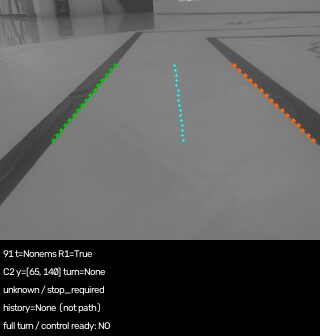 91 t=Nonems R1=True
C2 y=[65, 140] turn=None
unknown / stop_required
history=None (not path)
full turn / control ready: NO